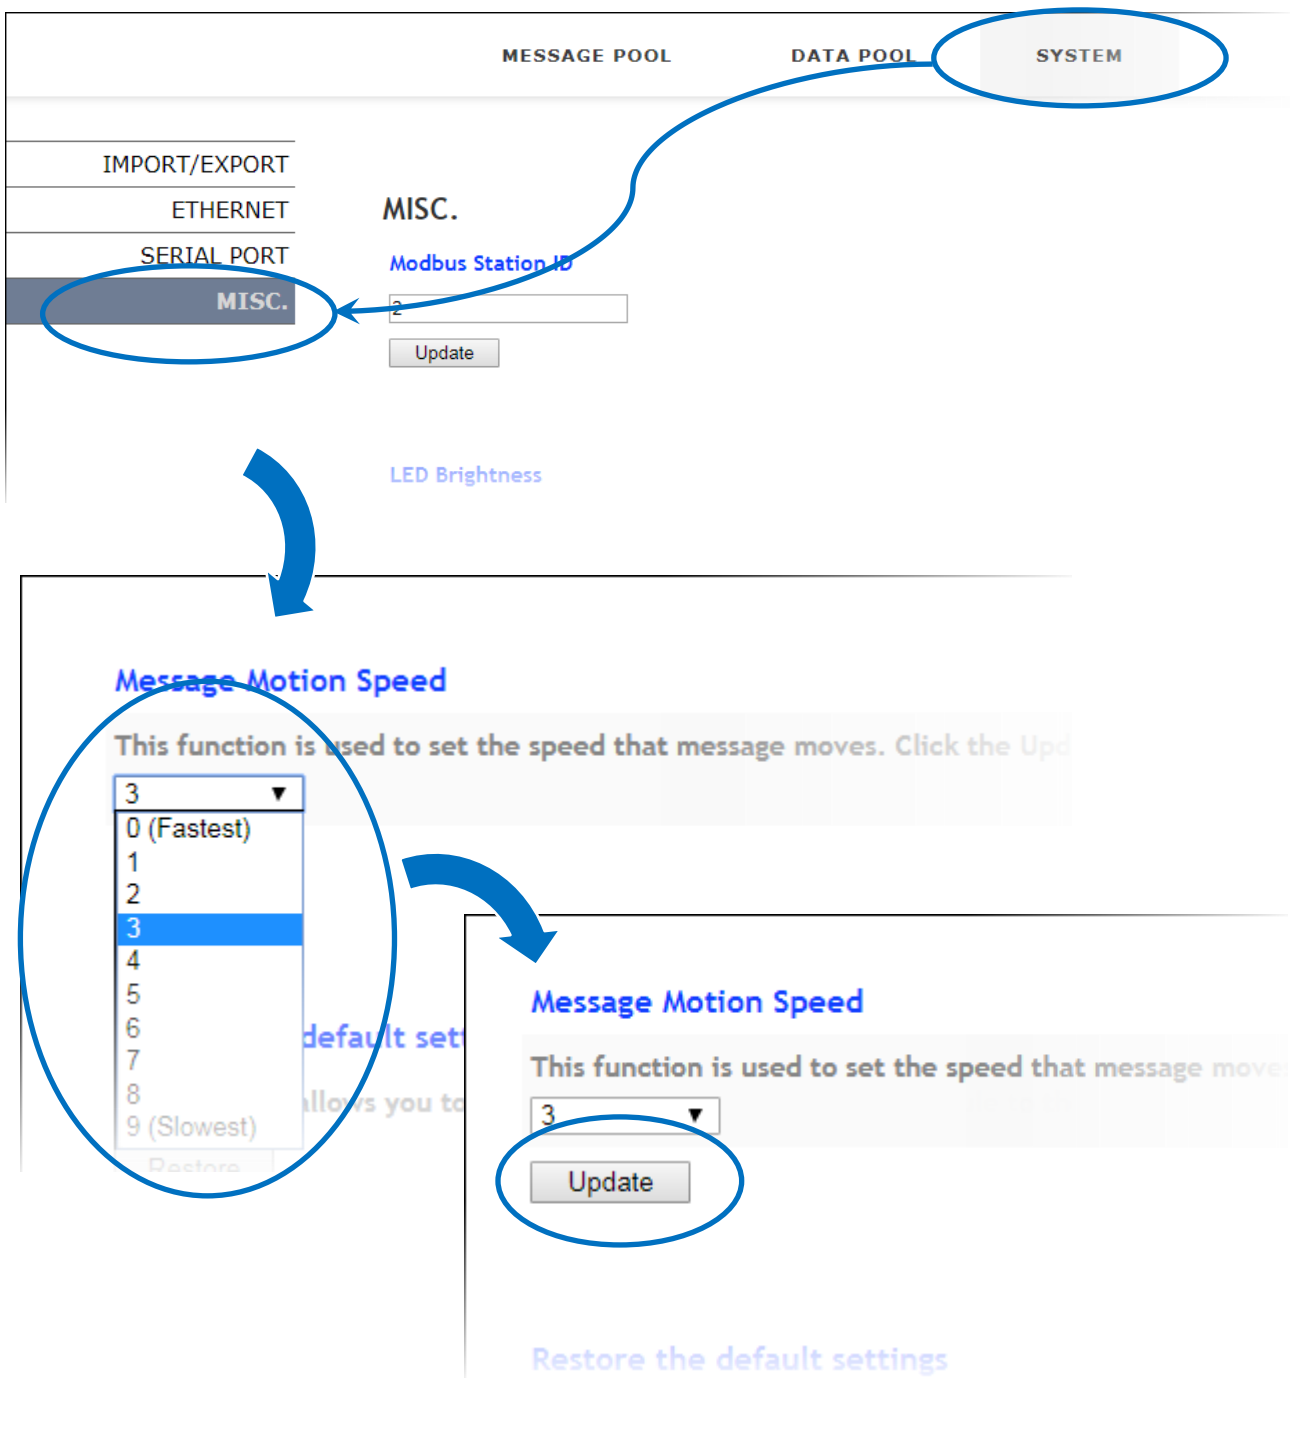 MESSAGE POOL DATA POOL SYSTEM
IMPORT/EXPORT
ETHERNET
SERIAL PORT
MISC.
MISC.
Modbus Station ID
2
Update
LED Brightness
Message Motion Speed
This function is used to set the speed that message moves. Click the Upd
3
0 (Fastest)
1
2
3
4
5
6
7
8
9 (Slowest)
default sett
allows you to
Restore
Message Motion Speed
This function is used to set the speed that message moves
3
Update
Restore the default settings